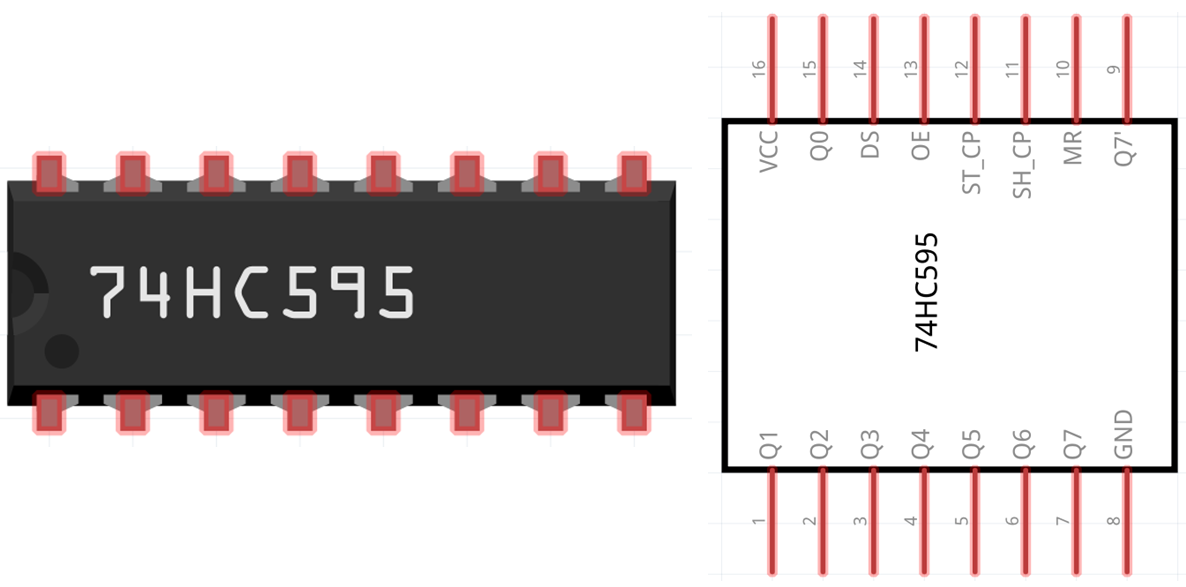 74HC595
16 15 14 13 12 11 10 9
VCC Q0 DS OE ST_CP SH_CP MR Q7'
74HC595
Q1 Q2 Q3 Q4 Q5 Q6 Q7 GND
1 2 3 4 5 6 7 8